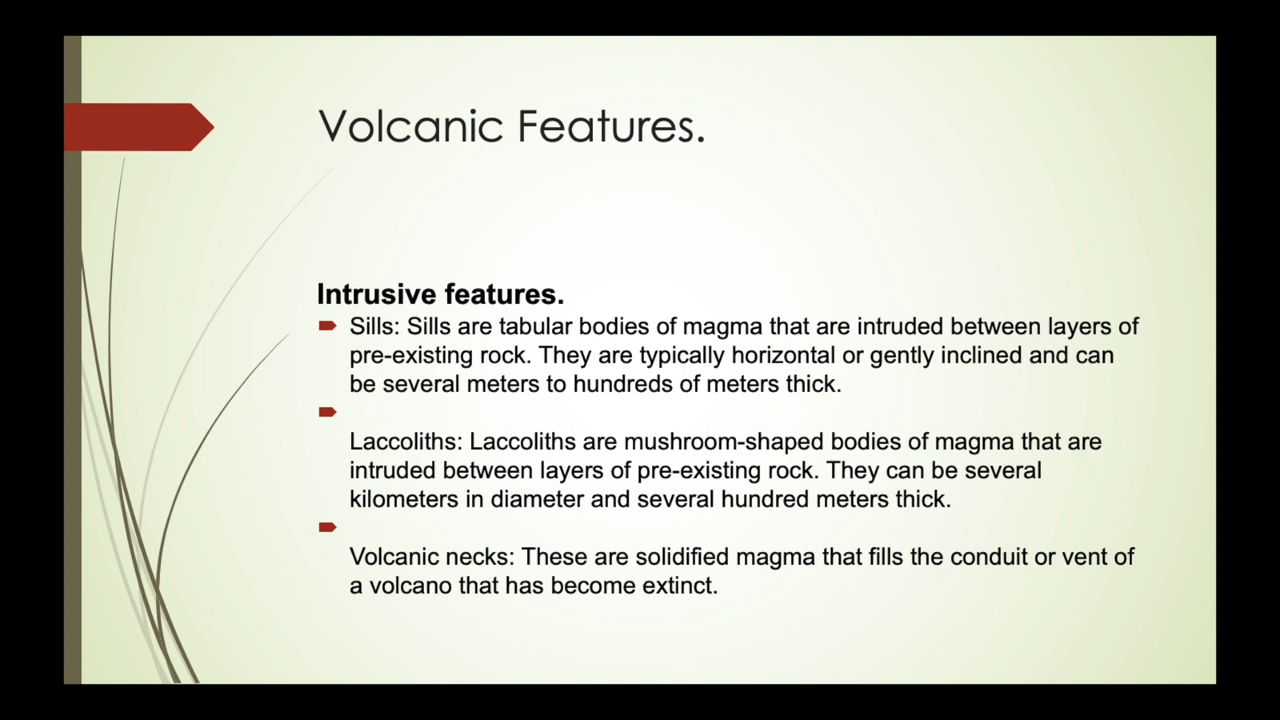 Volcanic Features.
Intrusive features.
Sills: Sills are tabular bodies of magma that are intruded between layers of
pre-existing rock. They are typically horizontal or gently inclined and can
be several meters to hundreds of meters thick.
Laccoliths: Laccoliths are mushroom-shaped bodies of magma that are
intruded between layers of pre-existing rock. They can be several
kilometers in diameter and several hundred meters thick.
Volcanic necks: These are solidified magma that fills the conduit or vent of
a volcano that has become extinct.